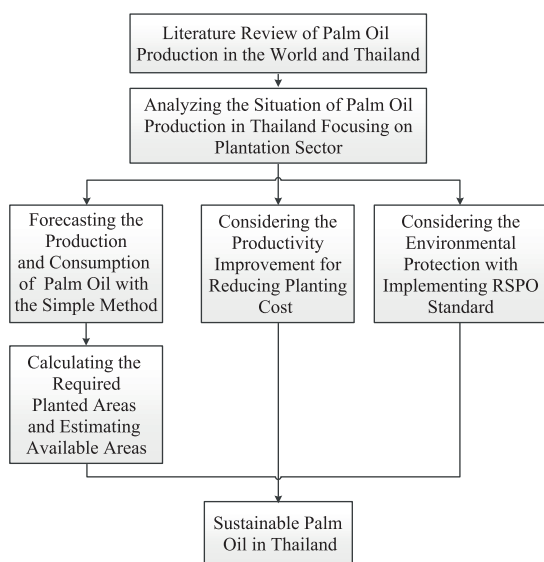 Literature Review of Palm Oil
Production in the World and Thailand
Analyzing the Situation of Palm Oil
Production in Thailand Focusing on
Plantation Sector
Forecasting the
Production
and Consumption
of Palm Oil with
the Simple Method
Considering the
Productivity
Improvement for
Reducing Planting
Cost
Considering the
Environmental
Protection with
Implementing RSPO
Standard
Calculating the
Required
Planted Areas
and Estimating
Available Areas
Sustainable Palm
Oil in Thailand